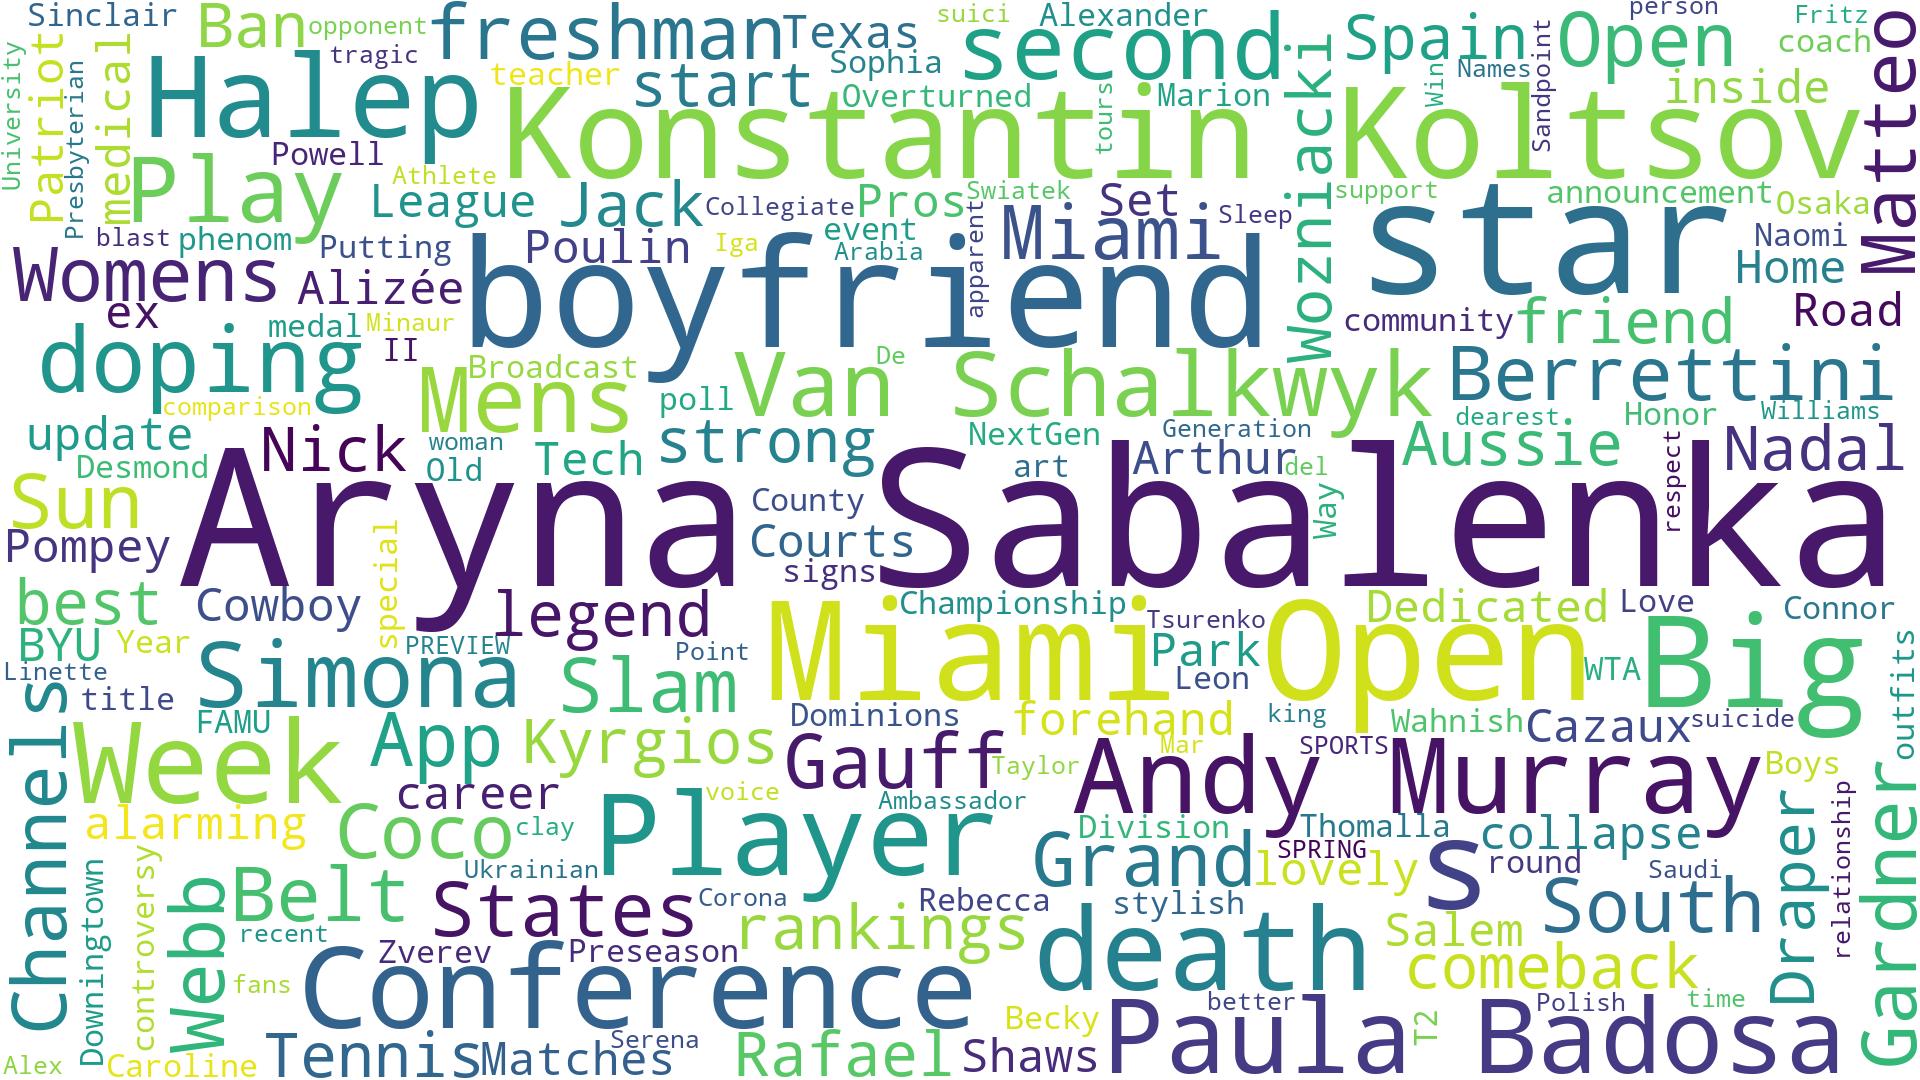 Sinclair
Ban
opponent
freshman
Texas
suici
Alexander
second
Spain
Open
person
Fritz
coach
Matteo
University
Patriot
Presbyterian
medical
tragic
Halep
teacher
start
Sophia
Overturned
Marion
tours
Wozniacki
Win
Names
Sandpoint
inside
Powell
Play
Konstantin
Koltsov
Athlete
League
Jack
Collegiate
Pros
Swiatek
Set
Sleep
support
announcement
Osaka
blast
phenom
Putting
Poulin
Iga
event
Arabia
apparent
Miami
star
Naomi
Home
Womens
ex
Alizée
boyfriend
Road
medal
Minaur
II
community
friend
doping
Mens
Broadcast
De
Van Schalkwyk
Berrettini
comparison
poll
dearest
Honor
Williams
update
Nick
woman
Old
Tech
strong
NextGen
Generation
art
Arthur
del
Aussie
respect
Nadal
Desmond
Sun
Aryna Sabalenka
County
Way
Pompey
special
Courts
signs
best
Cowboy
legend
Championship
Tsurenko
Dedicated
Love
Connor
BYU
Year
PREVIEW
Point
Miami Open
Park
Big
outfits
Linette
title
Simona
Slam
Leon
WTA
Channels
FAMU
Dominions
forehand
king
Wahnish
Cazaux
suicide
Week
App
Kyrgios
Gauff
Taylor
Mar
SPORTS
Andy Murray
Boys
Gardner
career
voice
Ambassador
alarming
Coco
clay
Player
Division
Thomalla
collapse
Draper
relationship
SPRING
Grand
lovely
s
round
Downingtown
controversy
Webb
Belt
Ukrainian
States
Corona
Rebecca
stylish
Saudi
South
recent
Zverev
Preseason
rankings
death
Salem
fans
Conference
comeback
better
Polish
time
Becky
Paula Badosa
T2
Alex
Caroline
Tennis
Matches
Serena
Rafael
Shaws